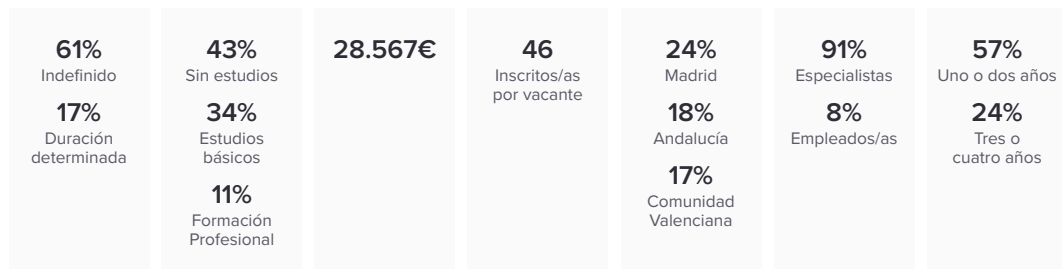 61%
Indefinido
17%
Duración
determinada
43%
Sin estudios
34%
Estudios
básicos
11%
Formación
Profesional
28.567€
46
Inscritos/as
por vacante
24%
Madrid
18%
Andalucía
17%
Comunidad
Valenciana
91%
Especialistas
8%
Empleados/as
57%
Uno o dos años
24%
Tres o
cuatro años